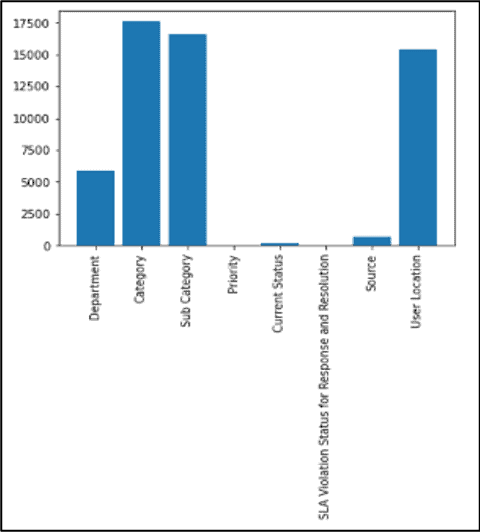 17500
15000
12500
10000
7500
5000
2500
0
Department
Category
Sub Category
Priority
Current Status
SLA Violation Status for Response and Resolution
Source
User Location